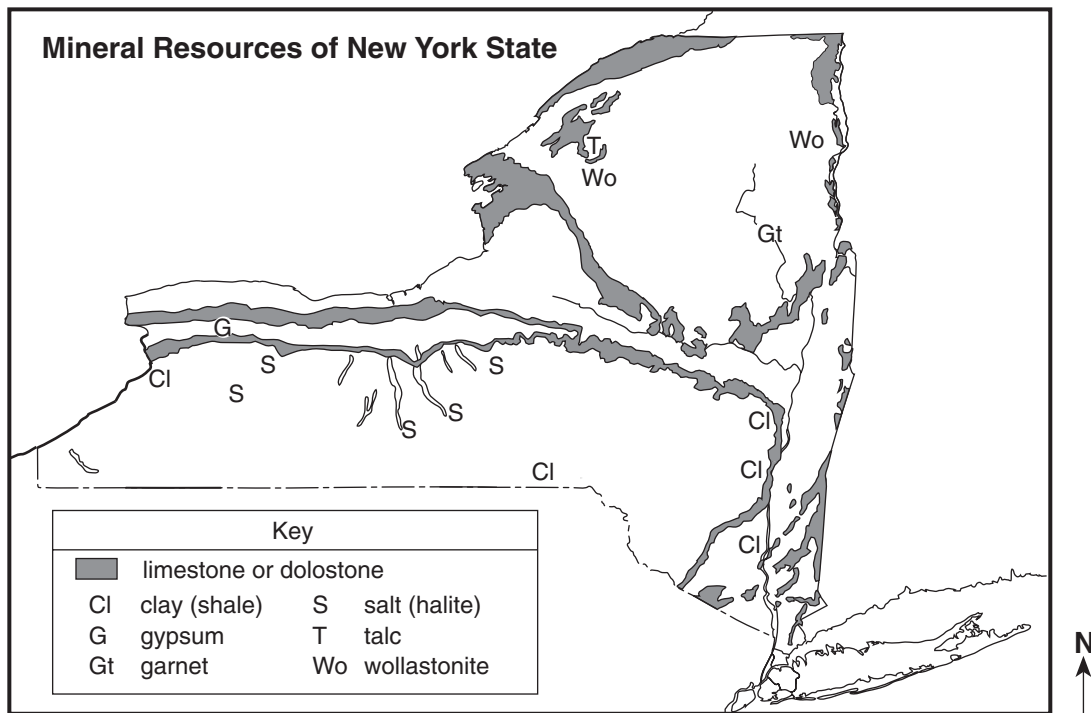 Mineral Resources of New York State
Wo
T
Wo
Gt
G
Cl
S
S
S
S
S
Cl
Cl
Cl
Cl
Key
limestone or dolostone
Cl clay (shale) S salt (halite)
G gypsum T talc
Gt garnet Wo wollastonite
N